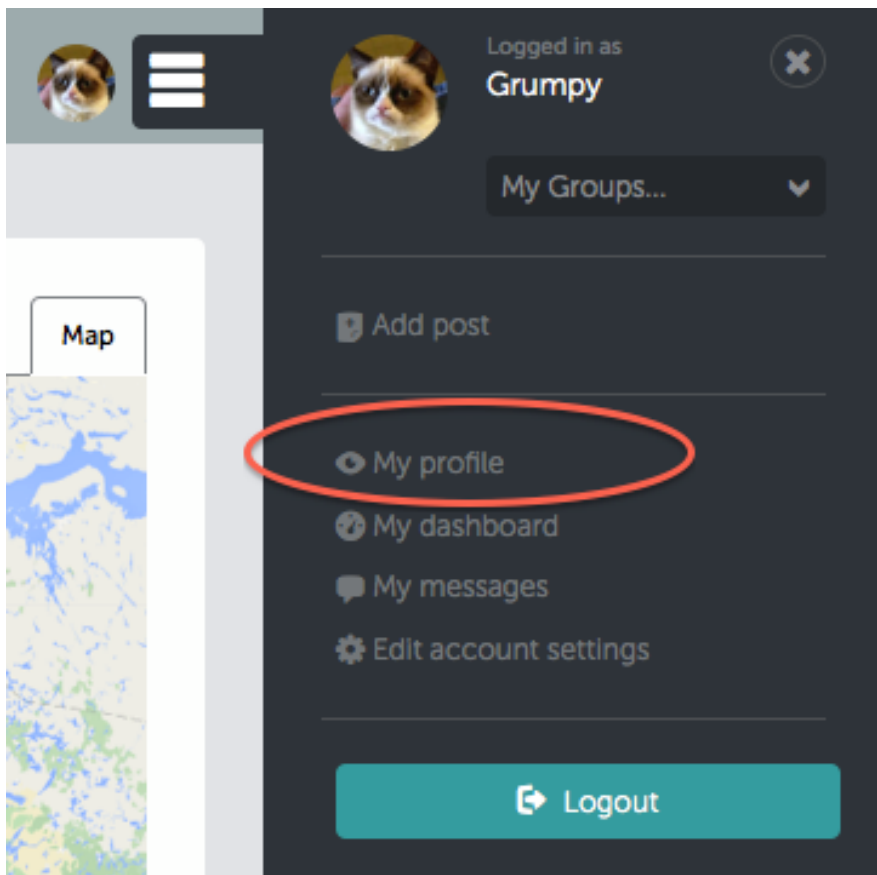 Logged in as
Grumpy
My Groups...
Map
Add post
My profile
My dashboard
My messages
Edit account settings
Logout